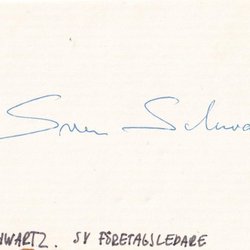 Sven Schwa
HWARTZ. SV FÖRETAGSLEDARE